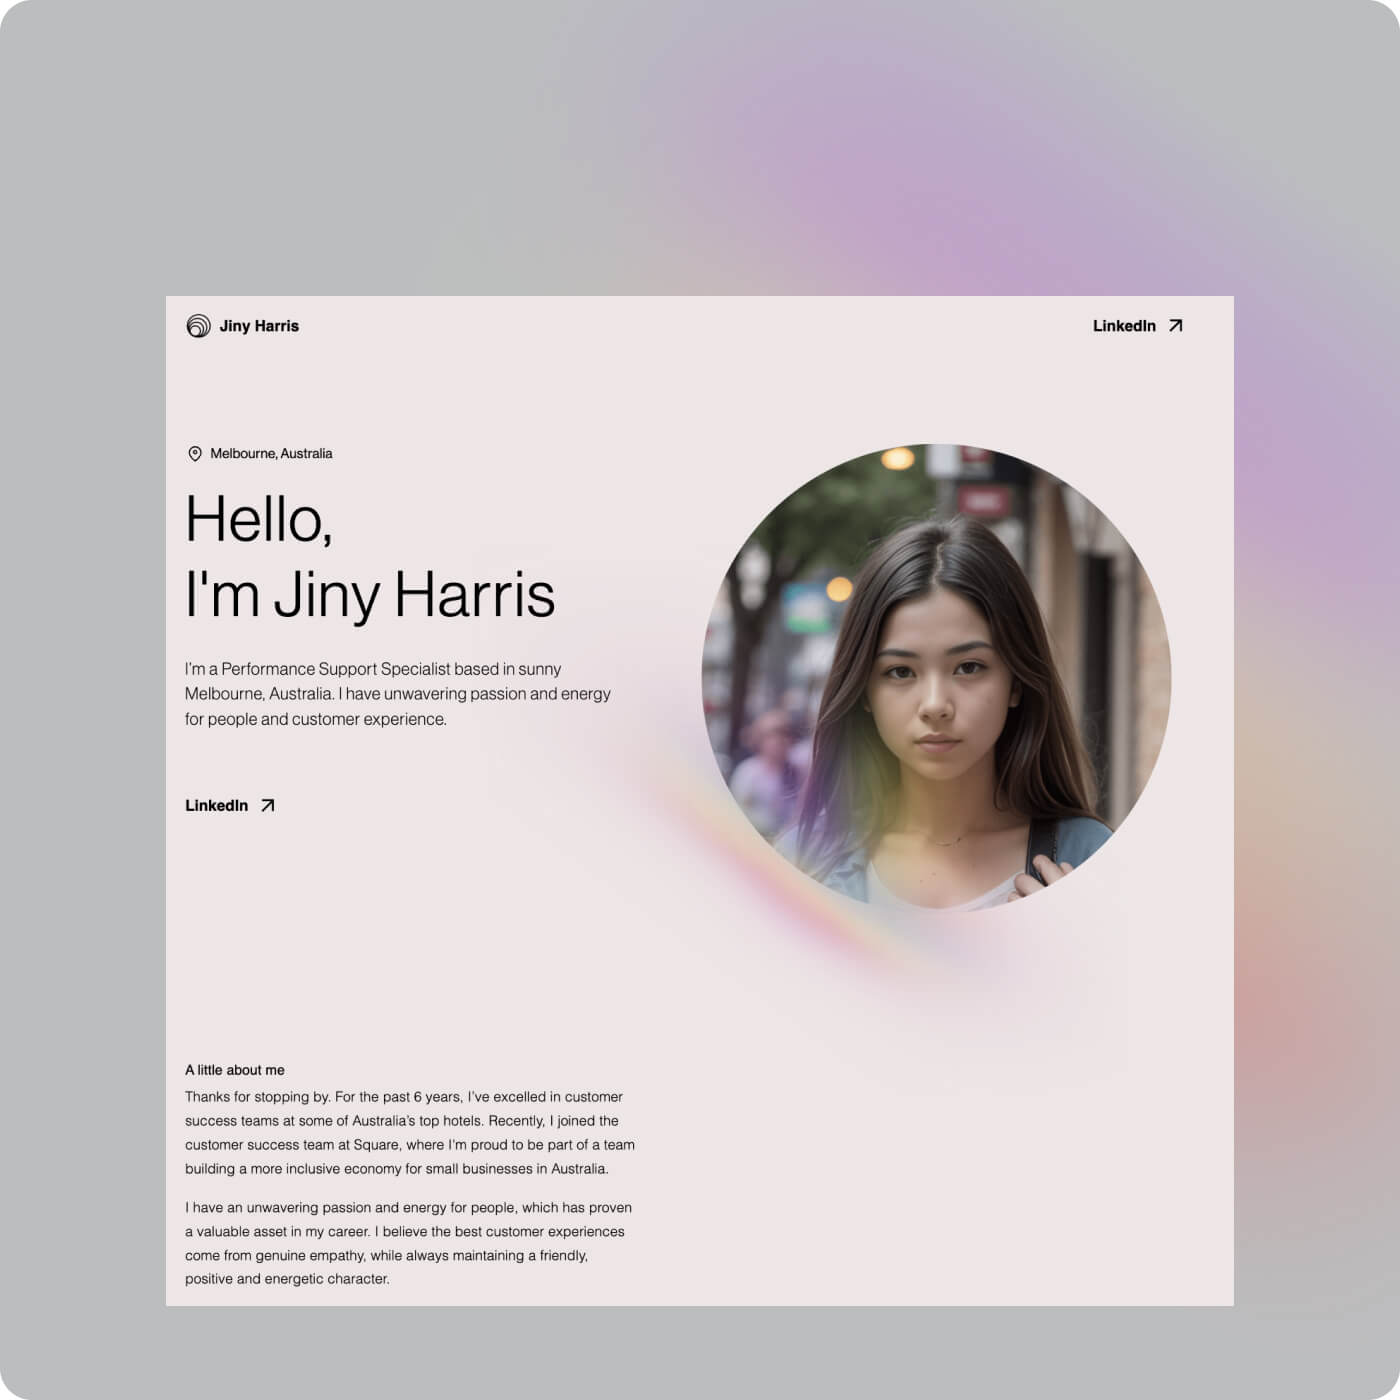 Jiny Harris
LinkedIn
Melbourne, Australia
Hello,
I'm Jiny Harris
I'm a Performance Support Specialist based in sunny
Melbourne, Australia. I have unwavering passion and energy
for people and customer experience.
LinkedIn
A little about me
Thanks for stopping by. For the past 6 years, I've excelled in customer
success teams at some of Australia's top hotels. Recently, I joined the
customer success team at Square, where I'm proud to be part of a team
building a more inclusive economy for small businesses in Australia.
I have an unwavering passion and energy for people, which has proven
a valuable asset in my career. I believe the best customer experiences
come from genuine empathy, while always maintaining a friendly,
positive and energetic character.